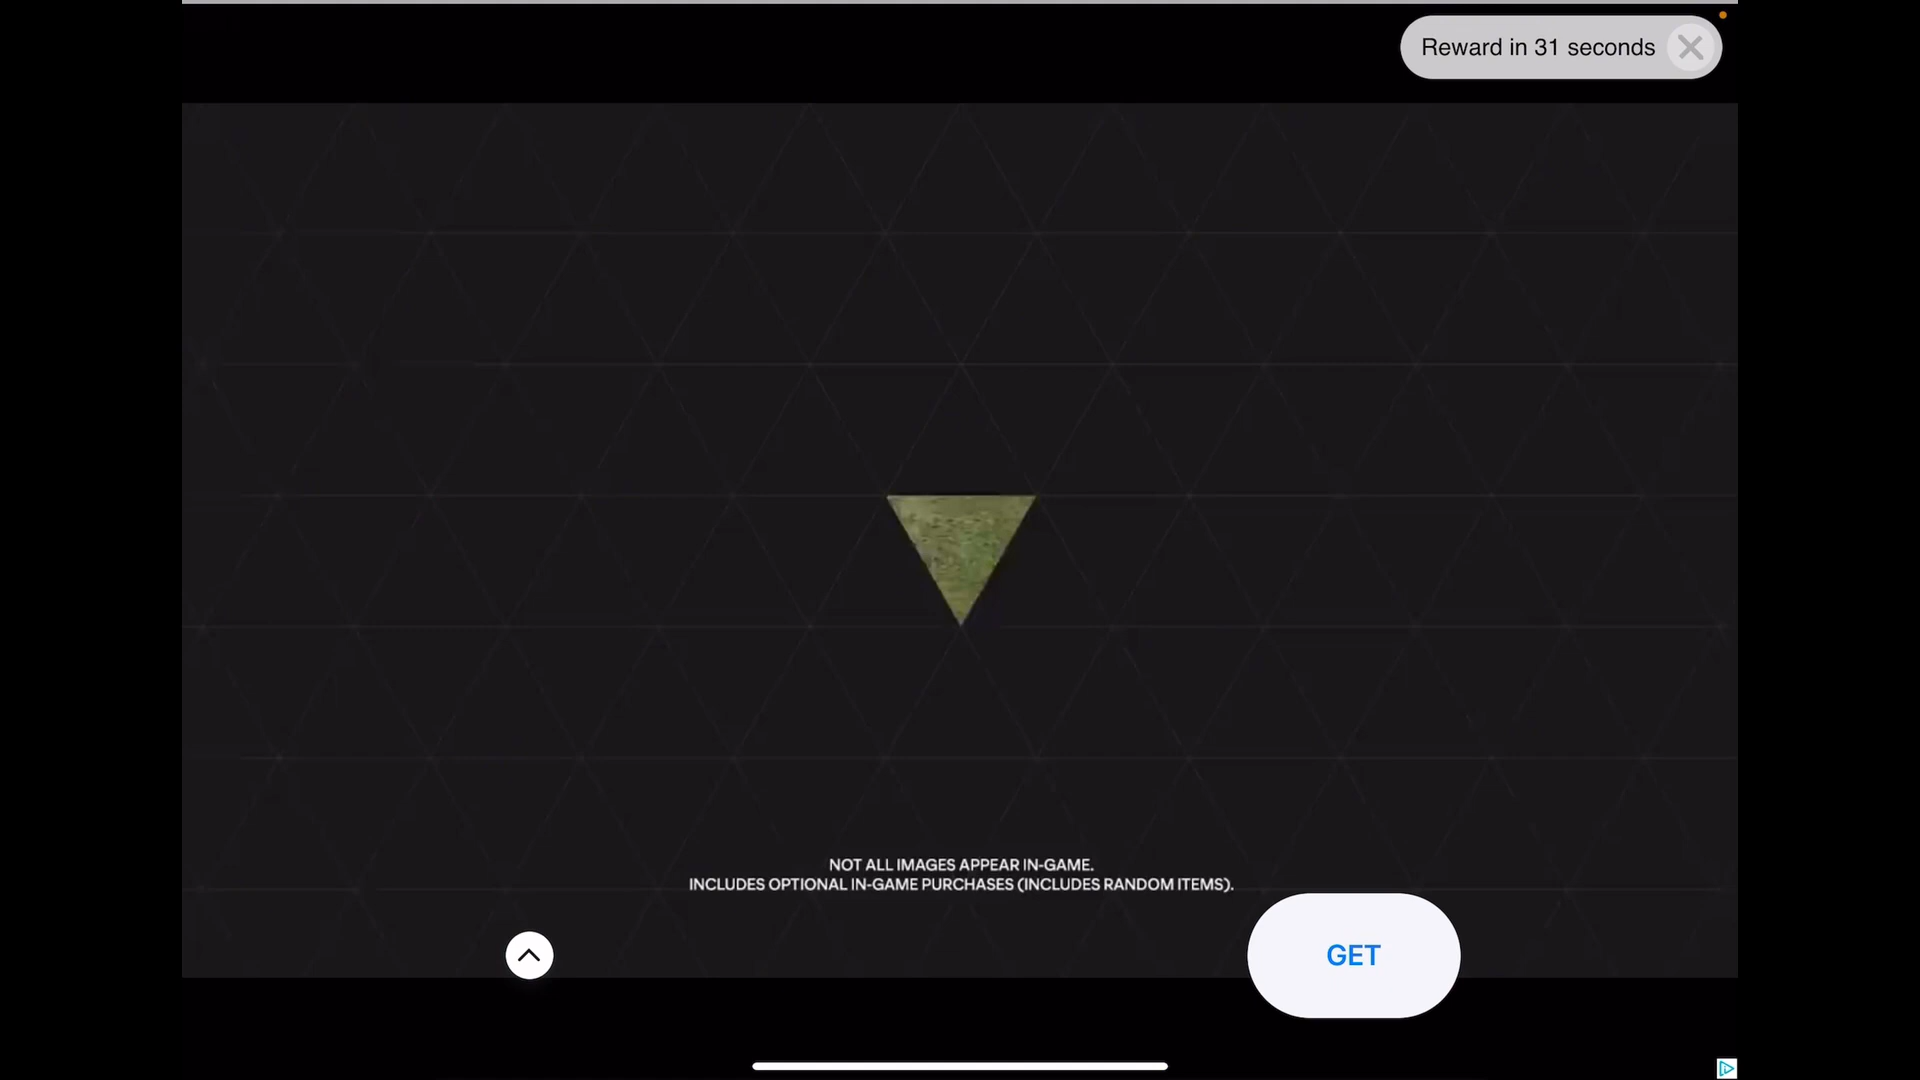 Reward in 31 seconds
NOT ALL IMAGES APPEAR IN-GAME.
INCLUDES OPTIONAL IN-GAME PURCHASES (INCLUDES RANDOM ITEMS).
GET